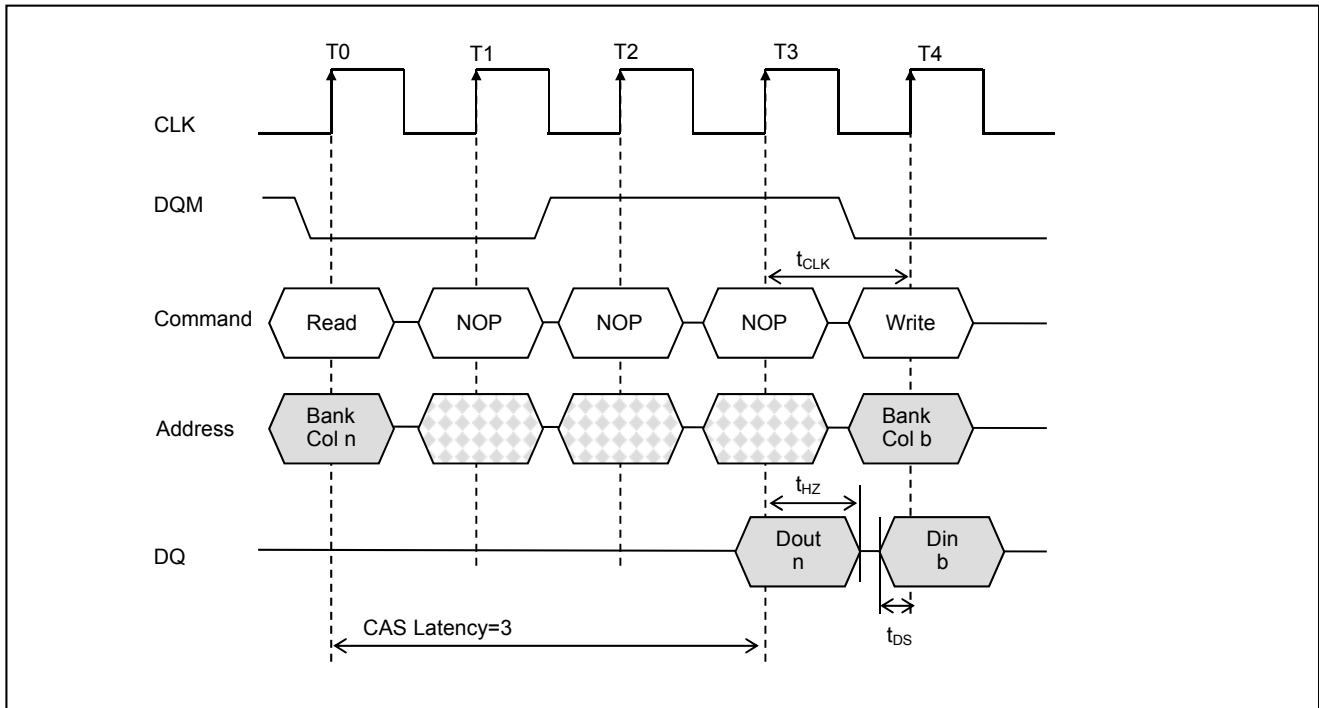 T0 T1 T2 T3 T4
CLK
DQM
tCLK
Command Read NOP NOP NOP Write
Address Bank Col n Bank Col b
tHZ
DQ Dout n Din b
CAS Latency=3
tDS